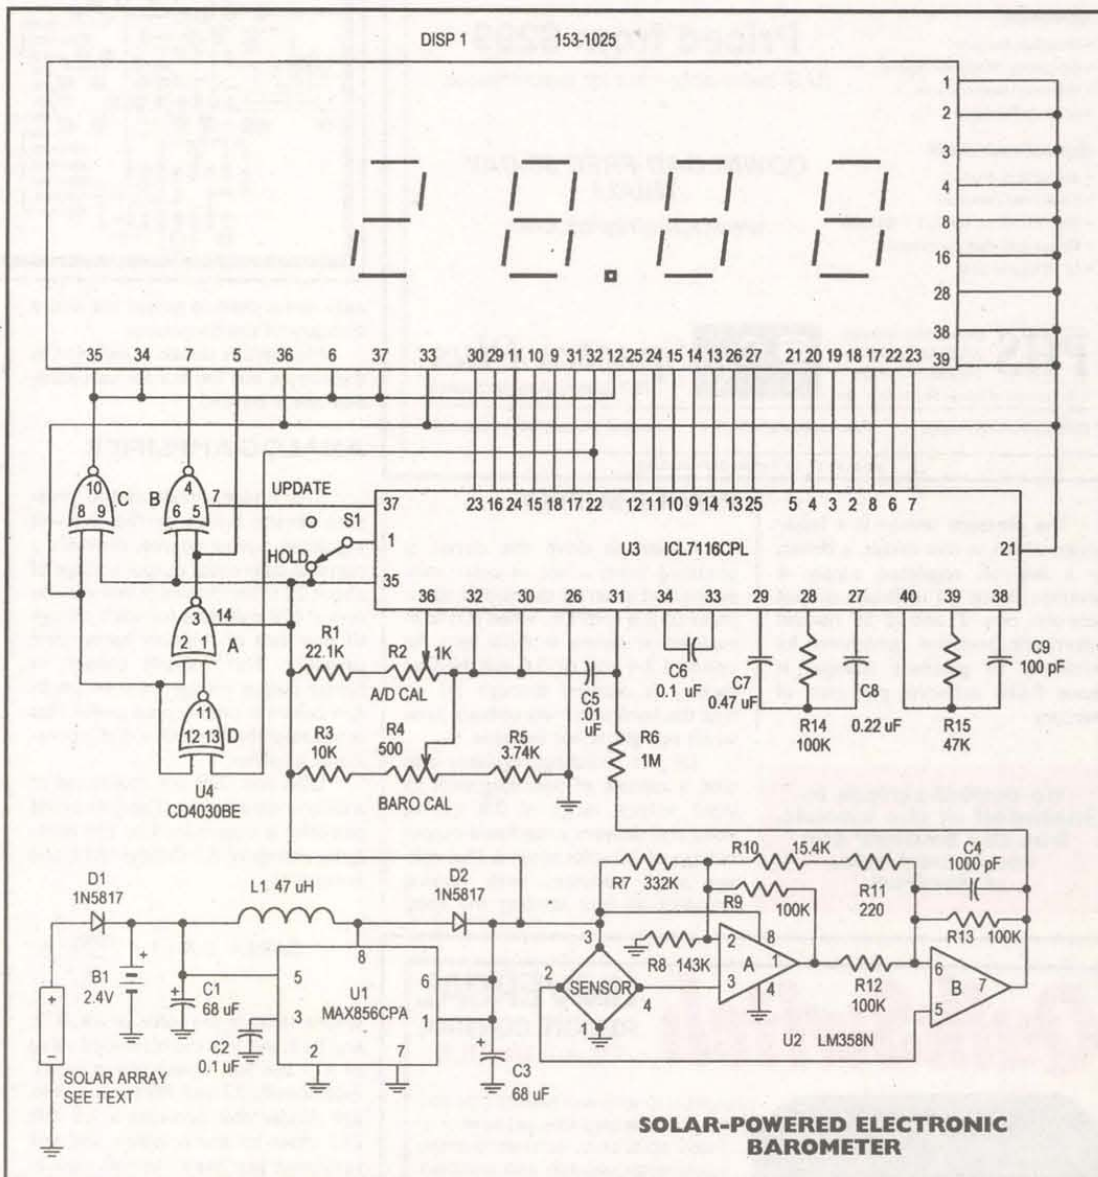 DISP 1 153-1025
1
2
3
4
8
16
28
38
39
35 34 7 5 36 6 37 33 30 29 11 10 9 31 32 12 25 24 15 14 13 26 27 21 20 19 18 17 22 23
10
8 9
C
4
6 5
B
7
UPDATE
S1
HOLD
37
1
35
23 16 24 15 18 17 22 12 11 10 9 14 13 25 5 4 3 2 8 6 7
U3 ICL7116CPL
21
36 32 30 26 31 34 33 29 28 27 40 39 38
14
2 1
A
11
12 13
D
U4
CD4030BE
R1
22.1K
R2
1K
A/D CAL
R3
10K
R4
500
BARO CAL
R5
3.74K
C5
.01
uF
R6
1M
C6
0.1 uF
C7
0.47 uF
R14
100K
C8
0.22 uF
R15
47K
C9
100 pF
D1
1N5817
B1
2.4V
SOLAR ARRAY
SEE TEXT
C1
68 uF
C2
0.1 uF
L1 47 uH
8
5
3
2
7
6
1
U1
MAX856CPA
D2
1N5817
C3
68 uF
3
2
SENSOR
4
1
R7 332K
R8 143K
R9
100K
R10 15.4K
R11
220
C4
1000 pF
R13 100K
2
3
A
8
1
4
R12
100K
6
5
B
7
U2 LM358N
SOLAR-POWERED ELECTRONIC
BAROMETER